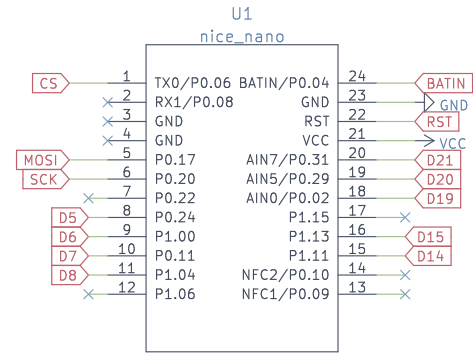 U1
nice_nano
CS 1 TX0/P0.06 BATIN/P0.04 24 BATIN
2 RX1/P0.08 GND 23 GND
3 GND RST 22 RST
4 GND VCC 21 VCC
MOSI 5 P0.17 AIN7/P0.31 20 D21
SCK 6 P0.20 AIN5/P0.29 19 D20
7 P0.22 AIN0/P0.02 18 D19
D5 8 P0.24 P1.15 17
D6 9 P1.00 P1.13 16 D15
D7 10 P0.11 P1.11 15 D14
D8 11 P1.04 NFC2/P0.10 14
12 P1.06 NFC1/P0.09 13